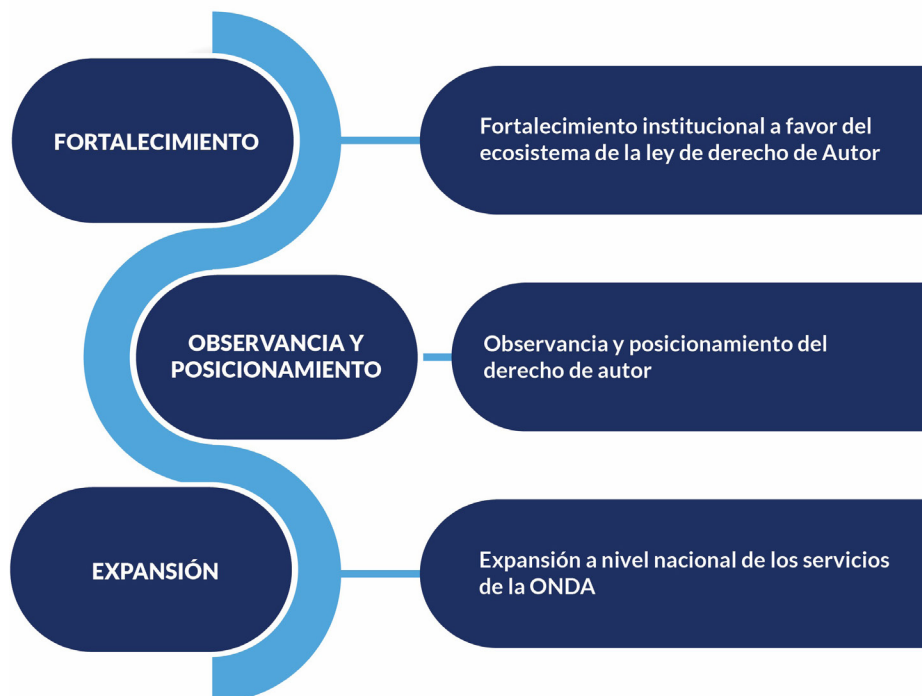 FORTALECIMIENTO
Fortalecimiento institucional a favor del
ecosistema de la ley de derecho de Autor
OBSERVANCIA Y
POSICIONAMIENTO
Observancia y posicionamiento del
derecho de autor
EXPANSIÓN
Expansión a nivel nacional de los servicios
de la ONDA